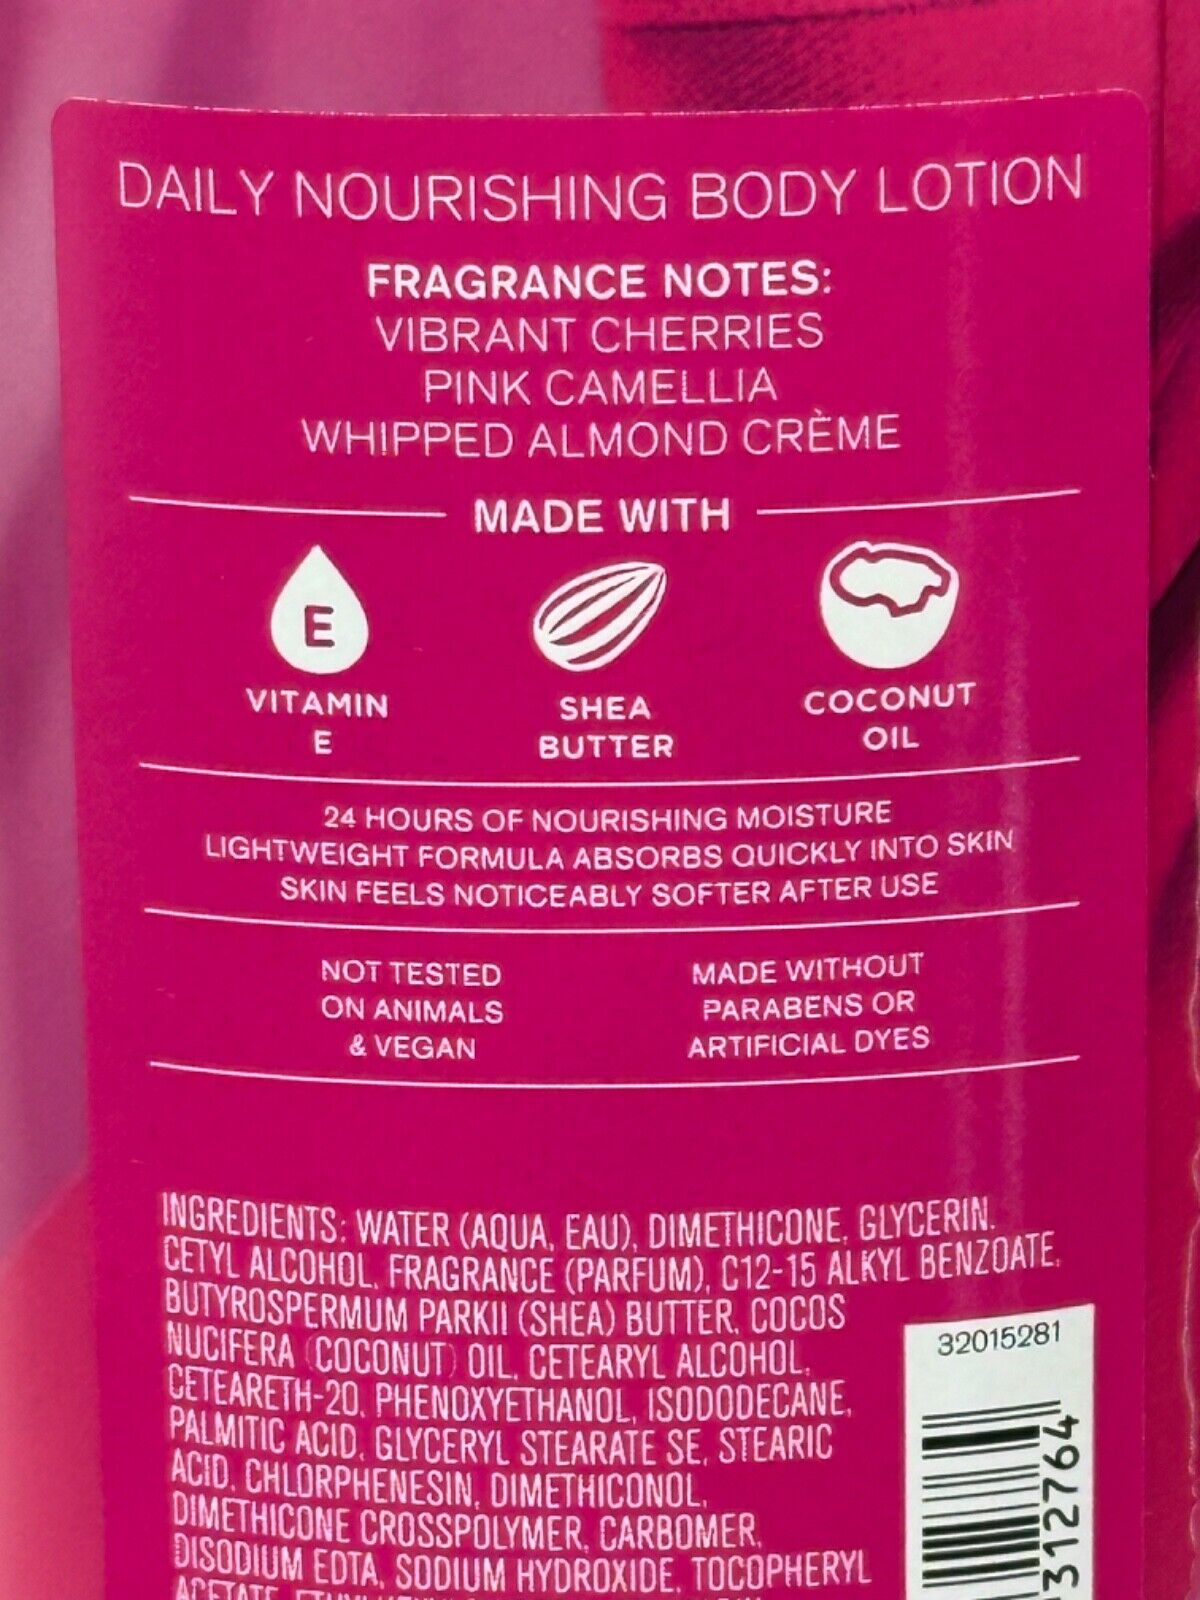 DAILY NOURISHING BODY LOTION
FRAGRANCE NOTES:
VIBRANT CHERRIES
PINK CAMELLIA
WHIPPED ALMOND CRÈME
MADE WITH
E
VITAMIN
E
SHEA
BUTTER
COCONUT
OIL
24 HOURS OF NOURISHING MOISTURE
LIGHTWEIGHT FORMULA ABSORBS QUICKLY INTO SKIN
SKIN FEELS NOTICEABLY SOFTER AFTER USE
NOT TESTED
ON ANIMALS
& VEGAN
MADE WITHOUT
PARABENS OR
ARTIFICIAL DYES
INGREDIENTS: WATER (AQUA, EAU), DIMETHICONE, GLYCERIN,
CETYL ALCOHOL, FRAGRANCE (PARFUM), C12-15 ALKYL BENZOATE,
BUTYROSPERMUM PARKII (SHEA) BUTTER, COCOS
NUCIFERA (COCONUT) OIL, CETEARYL ALCOHOL,
CETEARETH-20, PHENOXYETHANOL, ISODODECANE,
PALMITIC ACID, GLYCERYL STEARATE SE, STEARIC
ACID, CHLORPHENESIN, DIMETHICONOL,
DIMETHICONE CROSSPOLYMER, CARBOMER,
DISODIUM EDTA, SODIUM HYDROXIDE, TOCOPHERYL
ACETATE,
32015281
312764